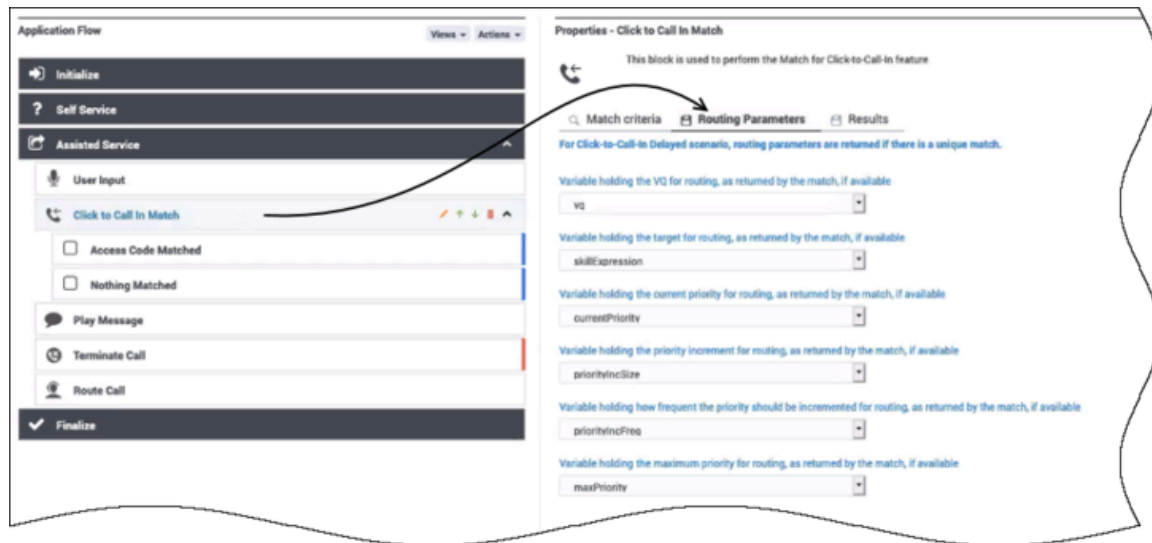 Application Flow
Views
Actions
Initialize
? Self Service
Assisted Service
User Input
Click to Call In Match
Access Code Matched
Nothing Matched
Play Message
Terminate Call
Route Call
Finalize
Properties - Click to Call In Match
This block is used to perform the Match for Click-to-Call-In feature
Match criteria
Routing Parameters
Results
For Click-to-Call-In Delayed scenario, routing parameters are returned if there is a unique match.
Variable holding the VQ for routing, as returned by the match, if available
vq
Variable holding the target for routing, as returned by the match, if available
skillExpression
Variable holding the current priority for routing, as returned by the match, if available
currentPriority
Variable holding the priority increment for routing, as returned by the match, if available
priorityIncSize
Variable holding how frequent the priority should be incremented for routing, as returned by the match, if available
priorityIncFreq
Variable holding the maximum priority for routing, as returned by the match, if available
maxPriority